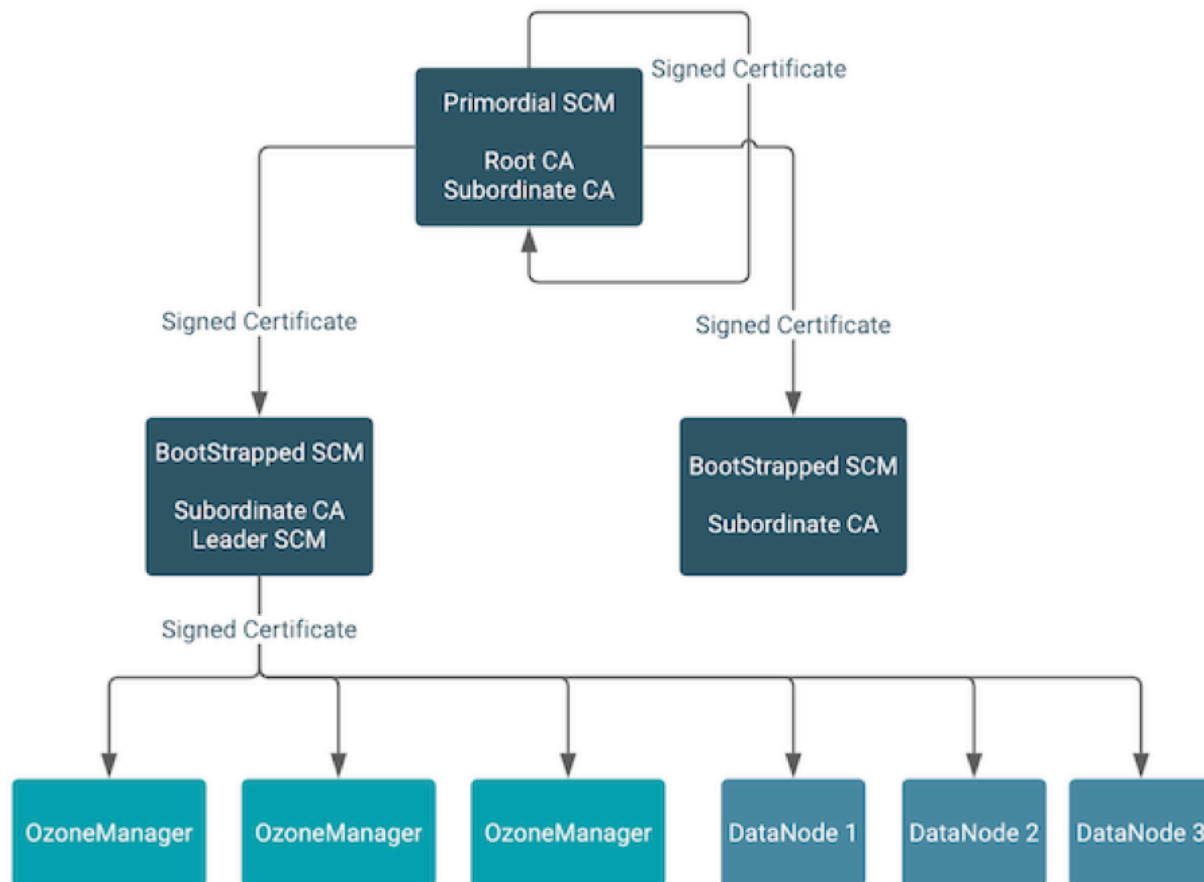 Signed Certificate
Primordial SCM
Root CA
Subordinate CA
Signed Certificate
Signed Certificate
BootStrapped SCM
Subordinate CA
Leader SCM
BootStrapped SCM
Subordinate CA
Signed Certificate
OzoneManager
OzoneManager
OzoneManager
DataNode 1
DataNode 2
DataNode 3